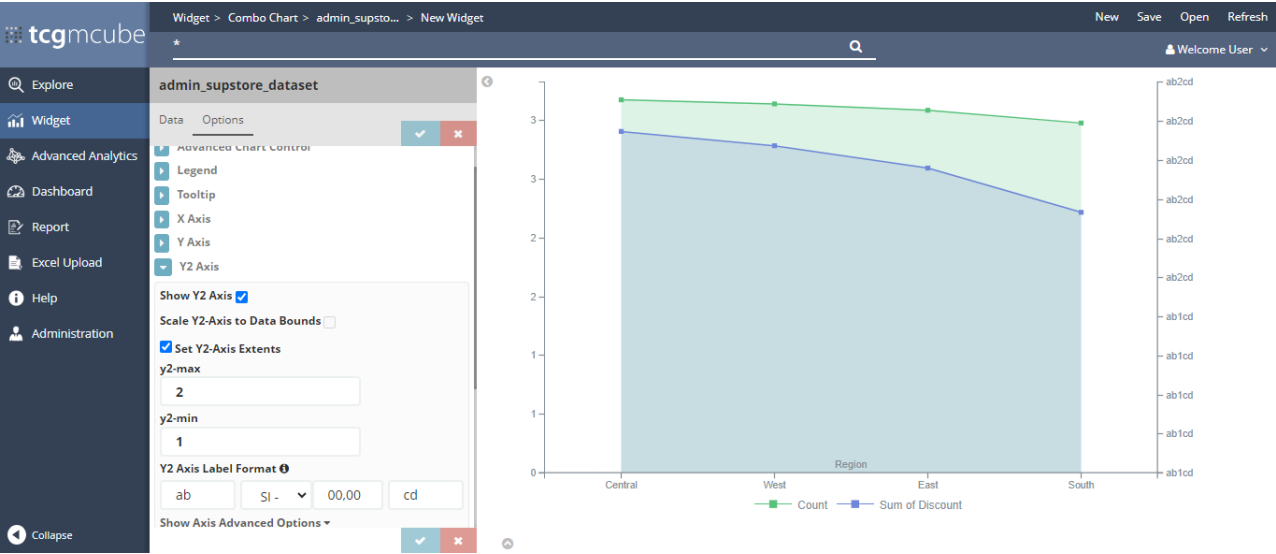 tcgmcube
Widget > Combo Chart > admin_supsto... > New Widget
New Save Open Refresh
*
Welcome User
Explore
Widget
Advanced Analytics
Dashboard
Report
Excel Upload
Help
Administration
Collapse
admin_supstore_dataset
Data Options
Advanced Chart Control
Legend
Tooltip
X Axis
Y Axis
Y2 Axis
Show Y2 Axis
Scale Y2-Axis to Data Bounds
Set Y2-Axis Extents
y2-max
2
y2-min
1
Y2 Axis Label Format
ab SI - 00,00 cd
Show Axis Advanced Options
3
3
2
2
1
1
0
ab2cd
ab2cd
ab2cd
ab2cd
ab2cd
ab2cd
ab1cd
ab1cd
ab1cd
ab1cd
ab1cd
Region
Central West East South
Count Sum of Discount